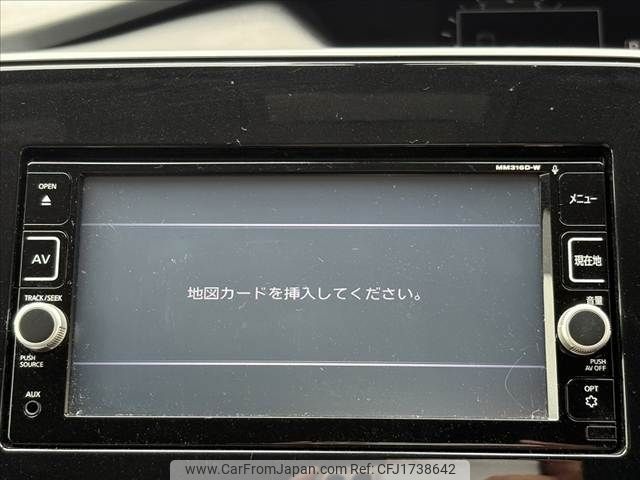 MM316D-W
OPEN
メニュー
AV
現在地
地図カードを挿入してください。
TRACK/SEEK
音量
PUSH
SOURCE
PUSH
AV OFF
AUX
OPT
www.CarFromJapan.com REF:CFJ1738642